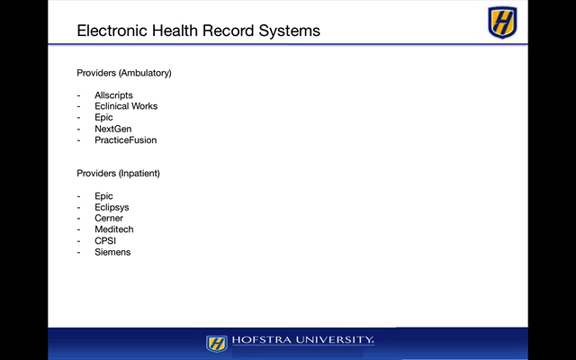 Electronic Health Record Systems
Providers (Ambulatory)
- Allscripts
- Eclinical Works
- Epic
- NextGen
- PracticeFusion
Providers (Inpatient)
- Epic
- Eclipsys
- Cerner
- Meditech
- CPSI
- Siemens
HOFSTRA UNIVERSITY